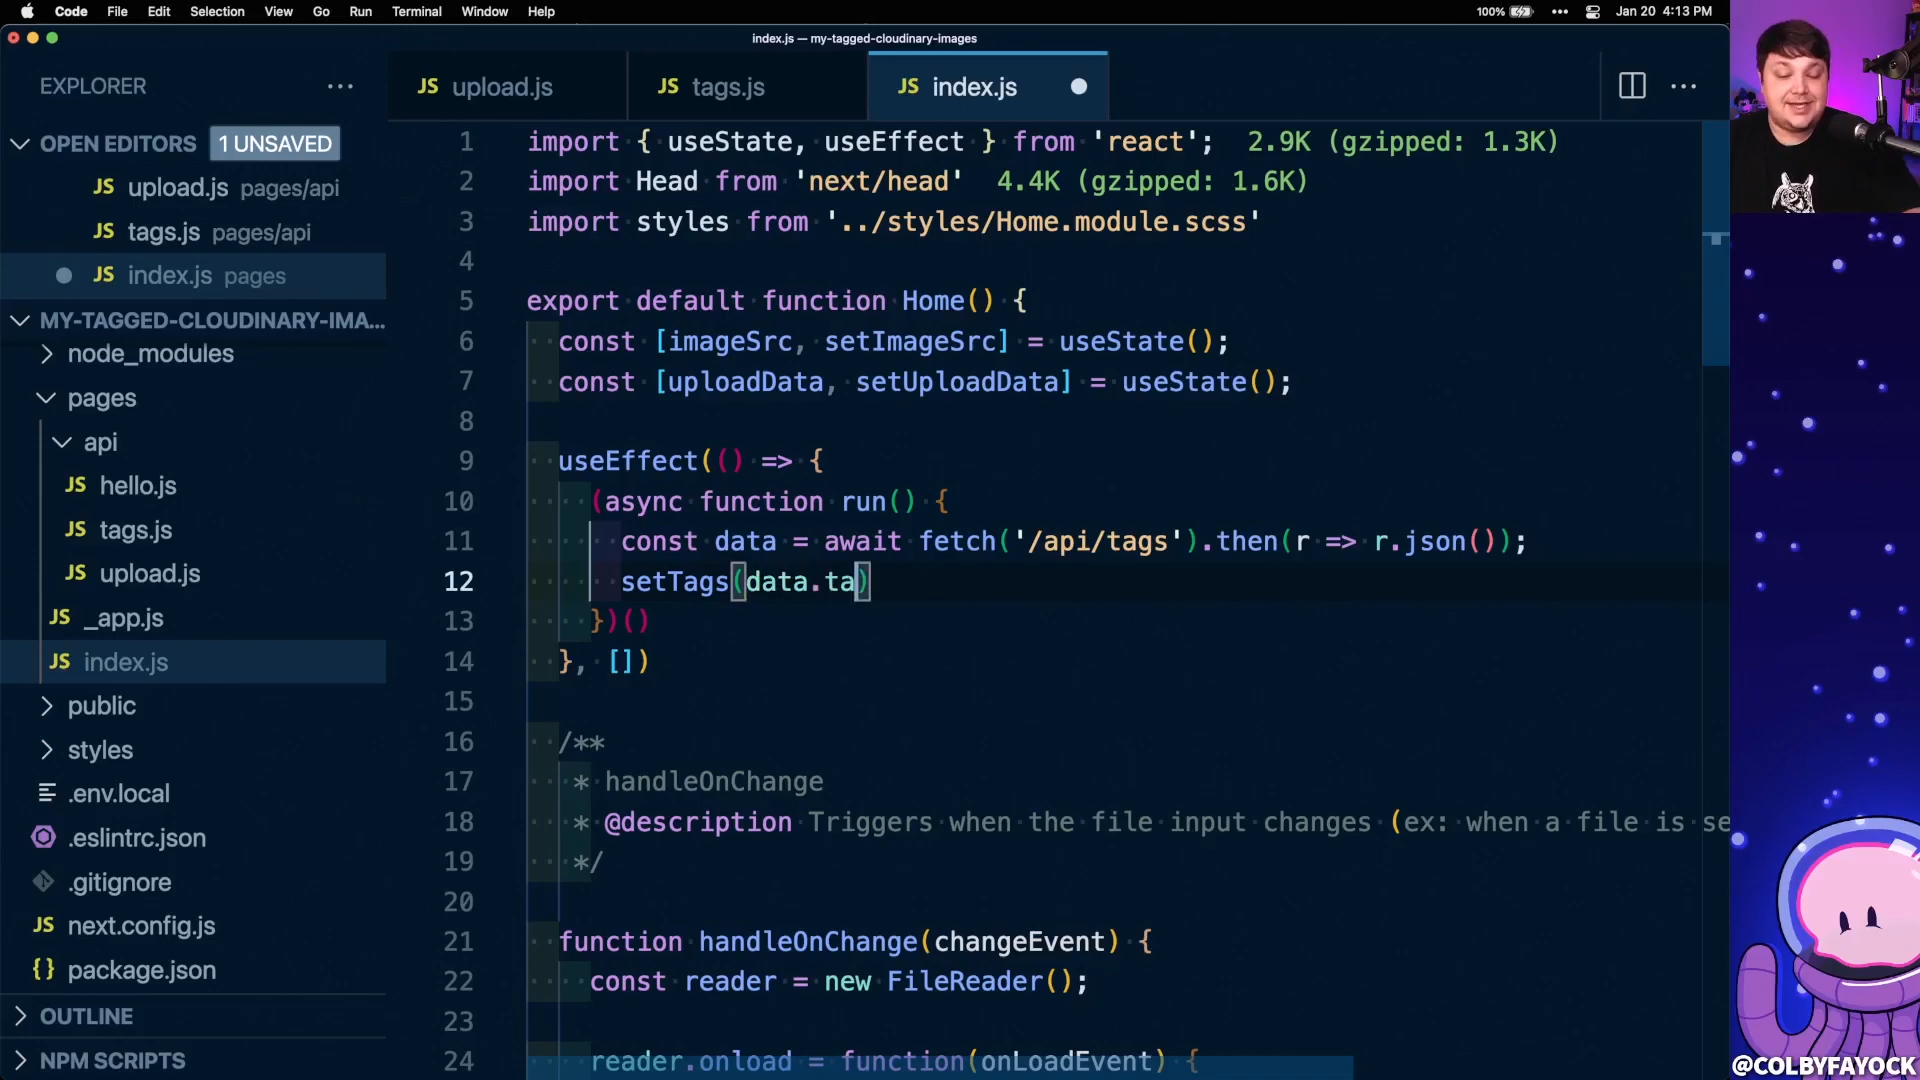 Code File Edit Selection View Go Run Terminal Window Help 100% Jan 20 4:13 PM
index.js — my-tagged-cloudinary-images
EXPLORER
JS upload.js JS tags.js JS index.js
OPEN EDITORS 1 UNSAVED
JS upload.js pages/api
JS tags.js pages/api
JS index.js pages
MY-TAGGED-CLOUDINARY-IMA...
node_modules
pages
api
JS hello.js
JS tags.js
JS upload.js
JS _app.js
JS index.js
public
styles
.env.local
.eslintrc.json
.gitignore
JS next.config.js
{} package.json
OUTLINE
NPM SCRIPTS
1 import { useState, useEffect } from 'react'; 2.9K (gzipped: 1.3K)
2 import Head from 'next/head' 4.4K (gzipped: 1.6K)
3 import styles from '../styles/Home.module.scss'
4
5 export default function Home() {
6 const [imageSrc, setImageSrc] = useState();
7 const [uploadData, setUploadData] = useState();
8
9 useEffect(() => {
10 (async function run() {
11 const data = await fetch('/api/tags').then(r => r.json());
12 setTags(data.ta)
13 })()
14 }, [])
15
16 /**
17 * handleOnChange
18 * @description Triggers when the file input changes (ex: when a file is se
19 */
20
21 function handleOnChange(changeEvent) {
22 const reader = new FileReader();
23
24 reader.onload = function(onLoadEvent) {
@COLBYFAYOCK